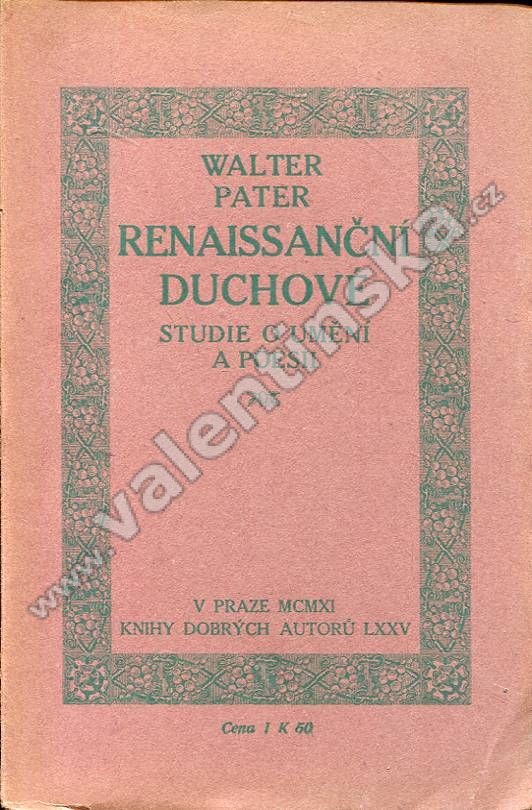 WALTER
PATER
RENAISSANČNÍ
DUCHOVÉ
STUDIE O UMĚNÍ
A POESII
www.valentinska.cz
V PRAZE MCMXI
KNIHY DOBRÝCH AUTORŮ LXXV
Cena 1 K 60